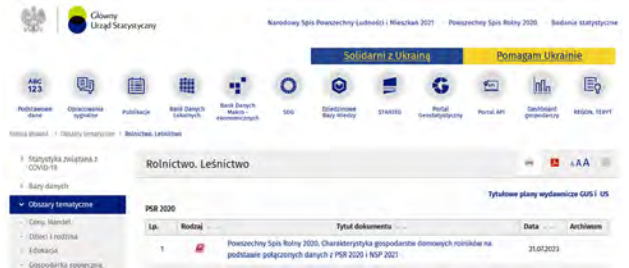 Główny
Urząd Statystyczny
Narodowy Spis Powszechny Ludności i Mieszkań 2021
Powszechny Spis Rolny 2020
Badania statystyczne
Solidarni z Ukrainą
Pomagam Ukrainie
ABC
123
Podstawowe dane
Opracowania sygnalne
Publikacje
Bank Danych Lokalnych
Bank Danych Makro-ekonomicznych
SDG
Dziedzinowe Bazy Wiedzy
STRATEG
Portal Geostatystyczny
Portal API
Dashboard gospodarczy
REGON, TERYT
Strona główna
Obszary tematyczne
Rolnictwo. Leśnictwo
Statystyka związana z COVID-19
Bazy danych
Obszary tematyczne
Ceny. Handel
Dzieci i rodzina
Edukacja
Gospodarka społeczna,
Rolnictwo. Leśnictwo
AAA
Tytułowe plany wydawnicze GUS i US
PSR 2020
Lp. Rodzaj Tytuł dokumentu Data Archiwum
1 Powszechny Spis Rolny 2020. Charakterystyka gospodarstw domowych rolników na
podstawie połączonych danych z PSR 2020 i NSP 2021 21.07.2023